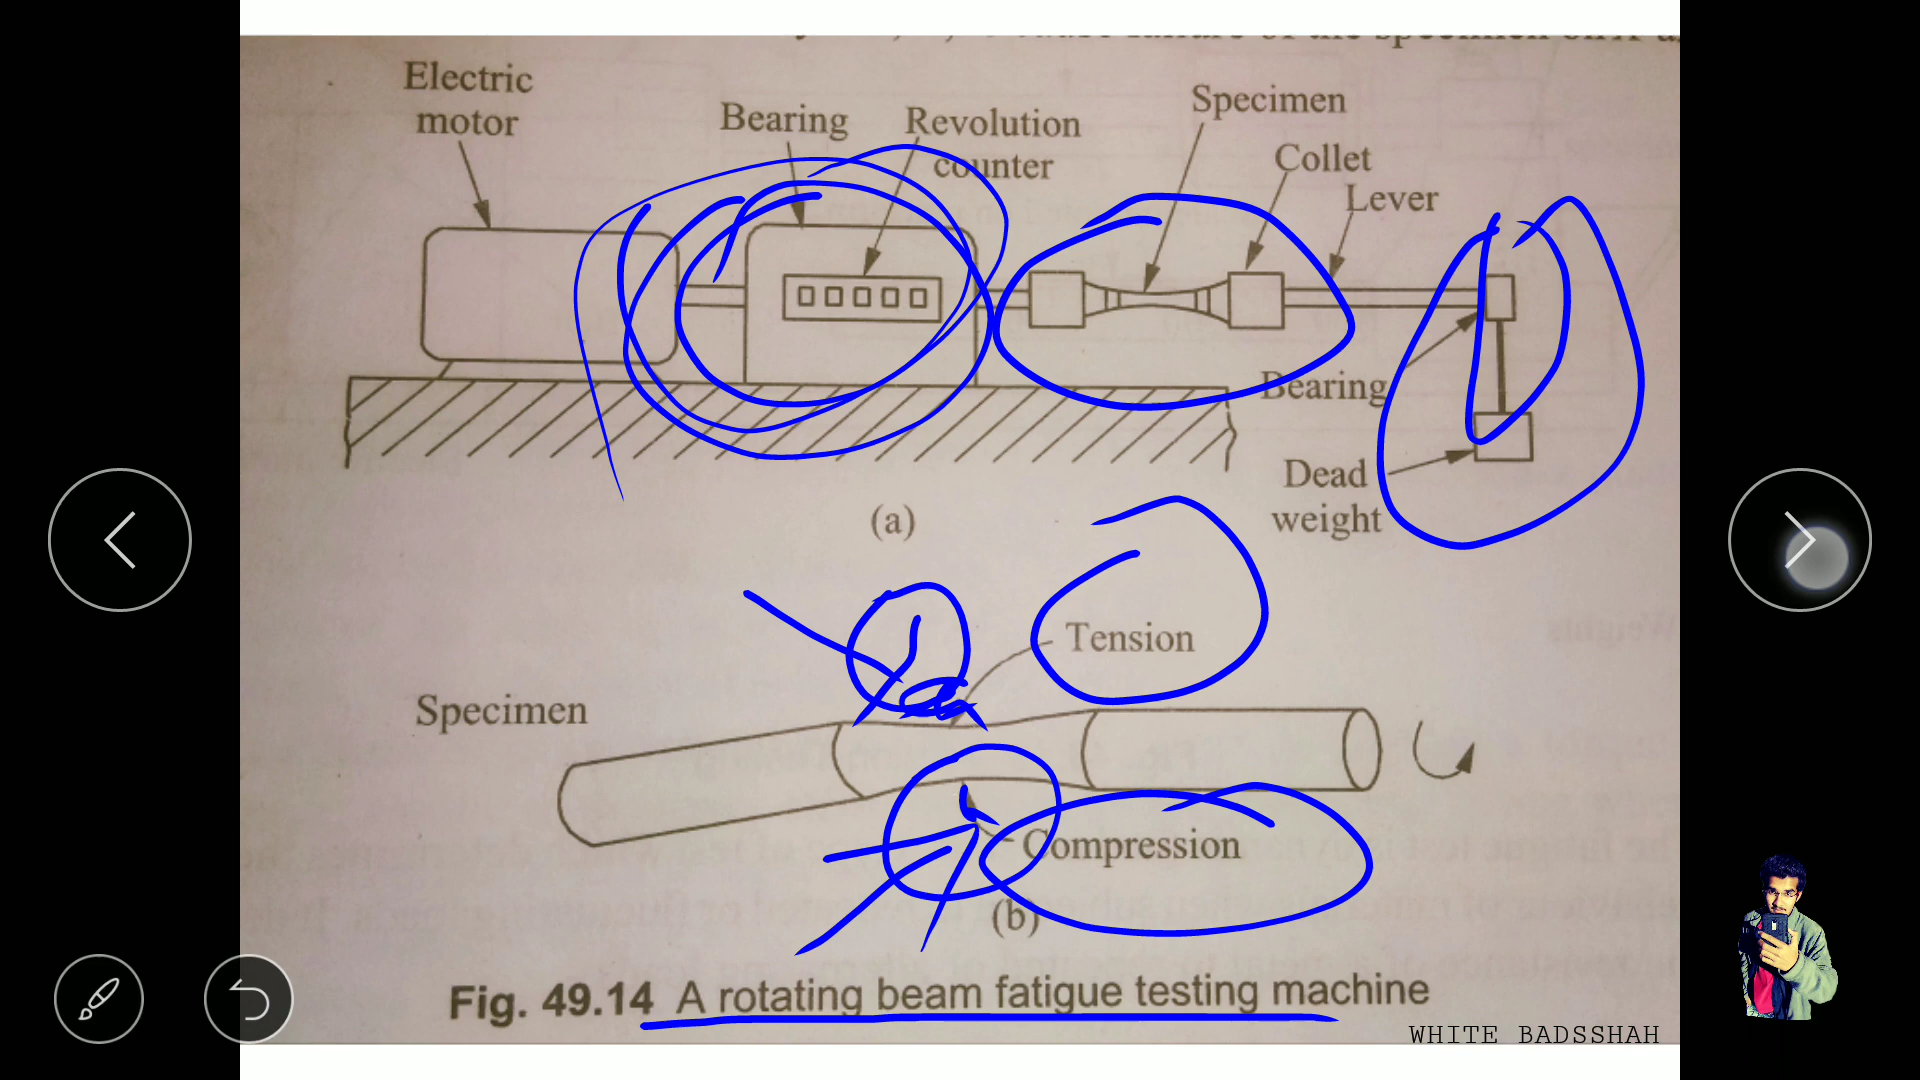 Electric
motor
Bearing
Revolution
counter
Specimen
Collet
Lever
Bearing
Dead
weight
(a)
Tension
Specimen
Compression
(b)
Fig. 49.14 A rotating beam fatigue testing machine
WHITE BADSSHAH